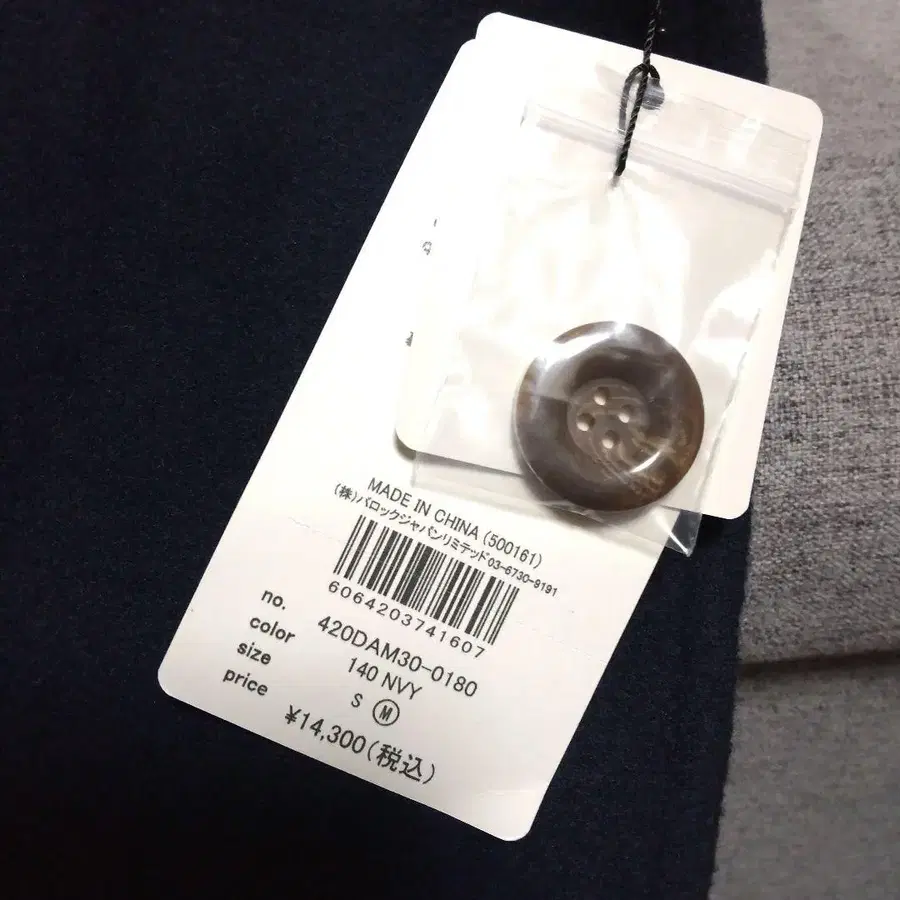 MADE IN CHINA (500161)
(株)バロックジャパンリミテッド03-6730-9191
6064203741607
no. 420DAM30-0180
color 140 NVY
size S M
price ¥14,300(税込)